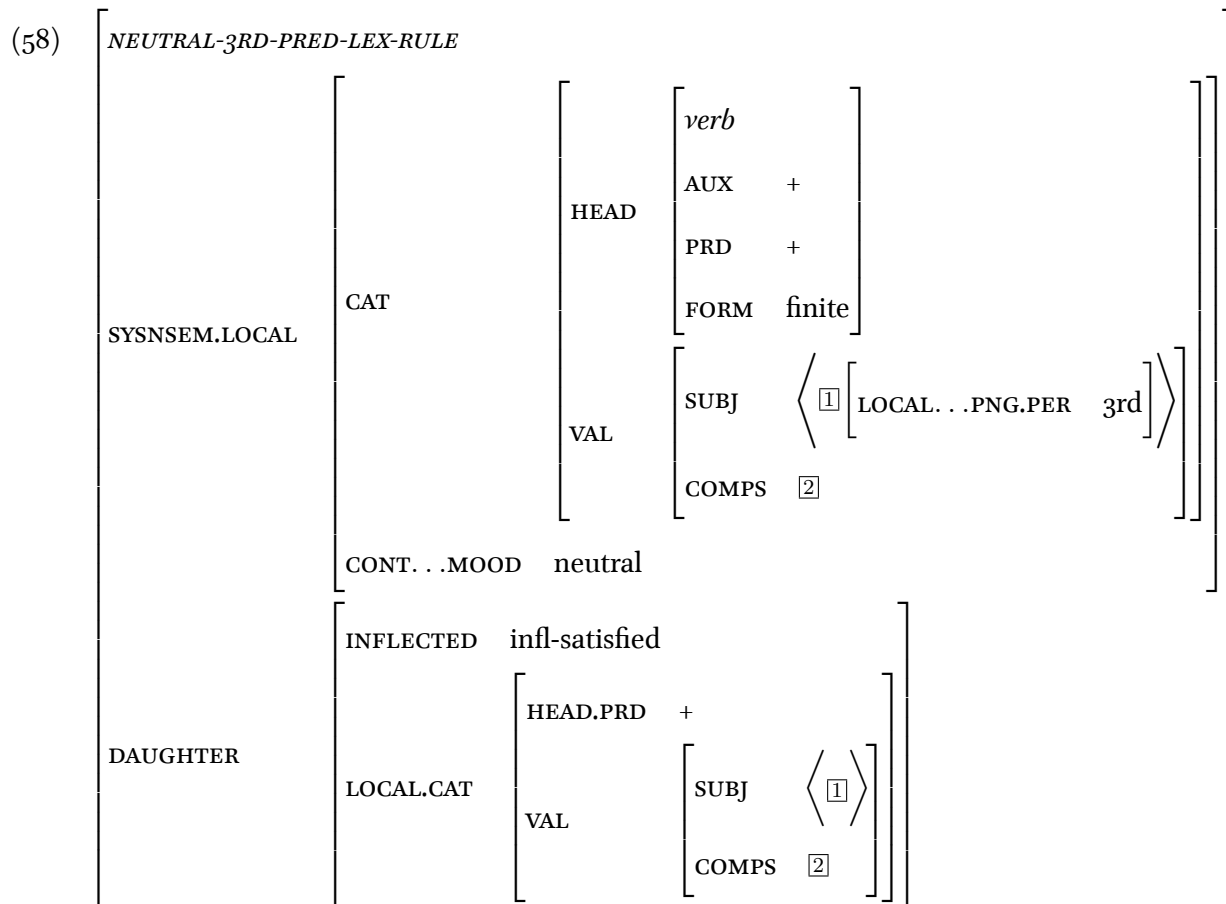 (58) NEUTRAL-3RD-PRED-LEX-RULE
verb
AUX +
HEAD
PRD +
CAT
FORM finite
SYSNSEM.LOCAL
SUBJ 1 LOCAL...PNG.PER 3rd
VAL
COMPS 2
CONT...MOOD neutral
INFLECTED infl-satisfied
HEAD.PRD +
DAUGHTER
LOCAL.CAT SUBJ 1
VAL
COMPS 2